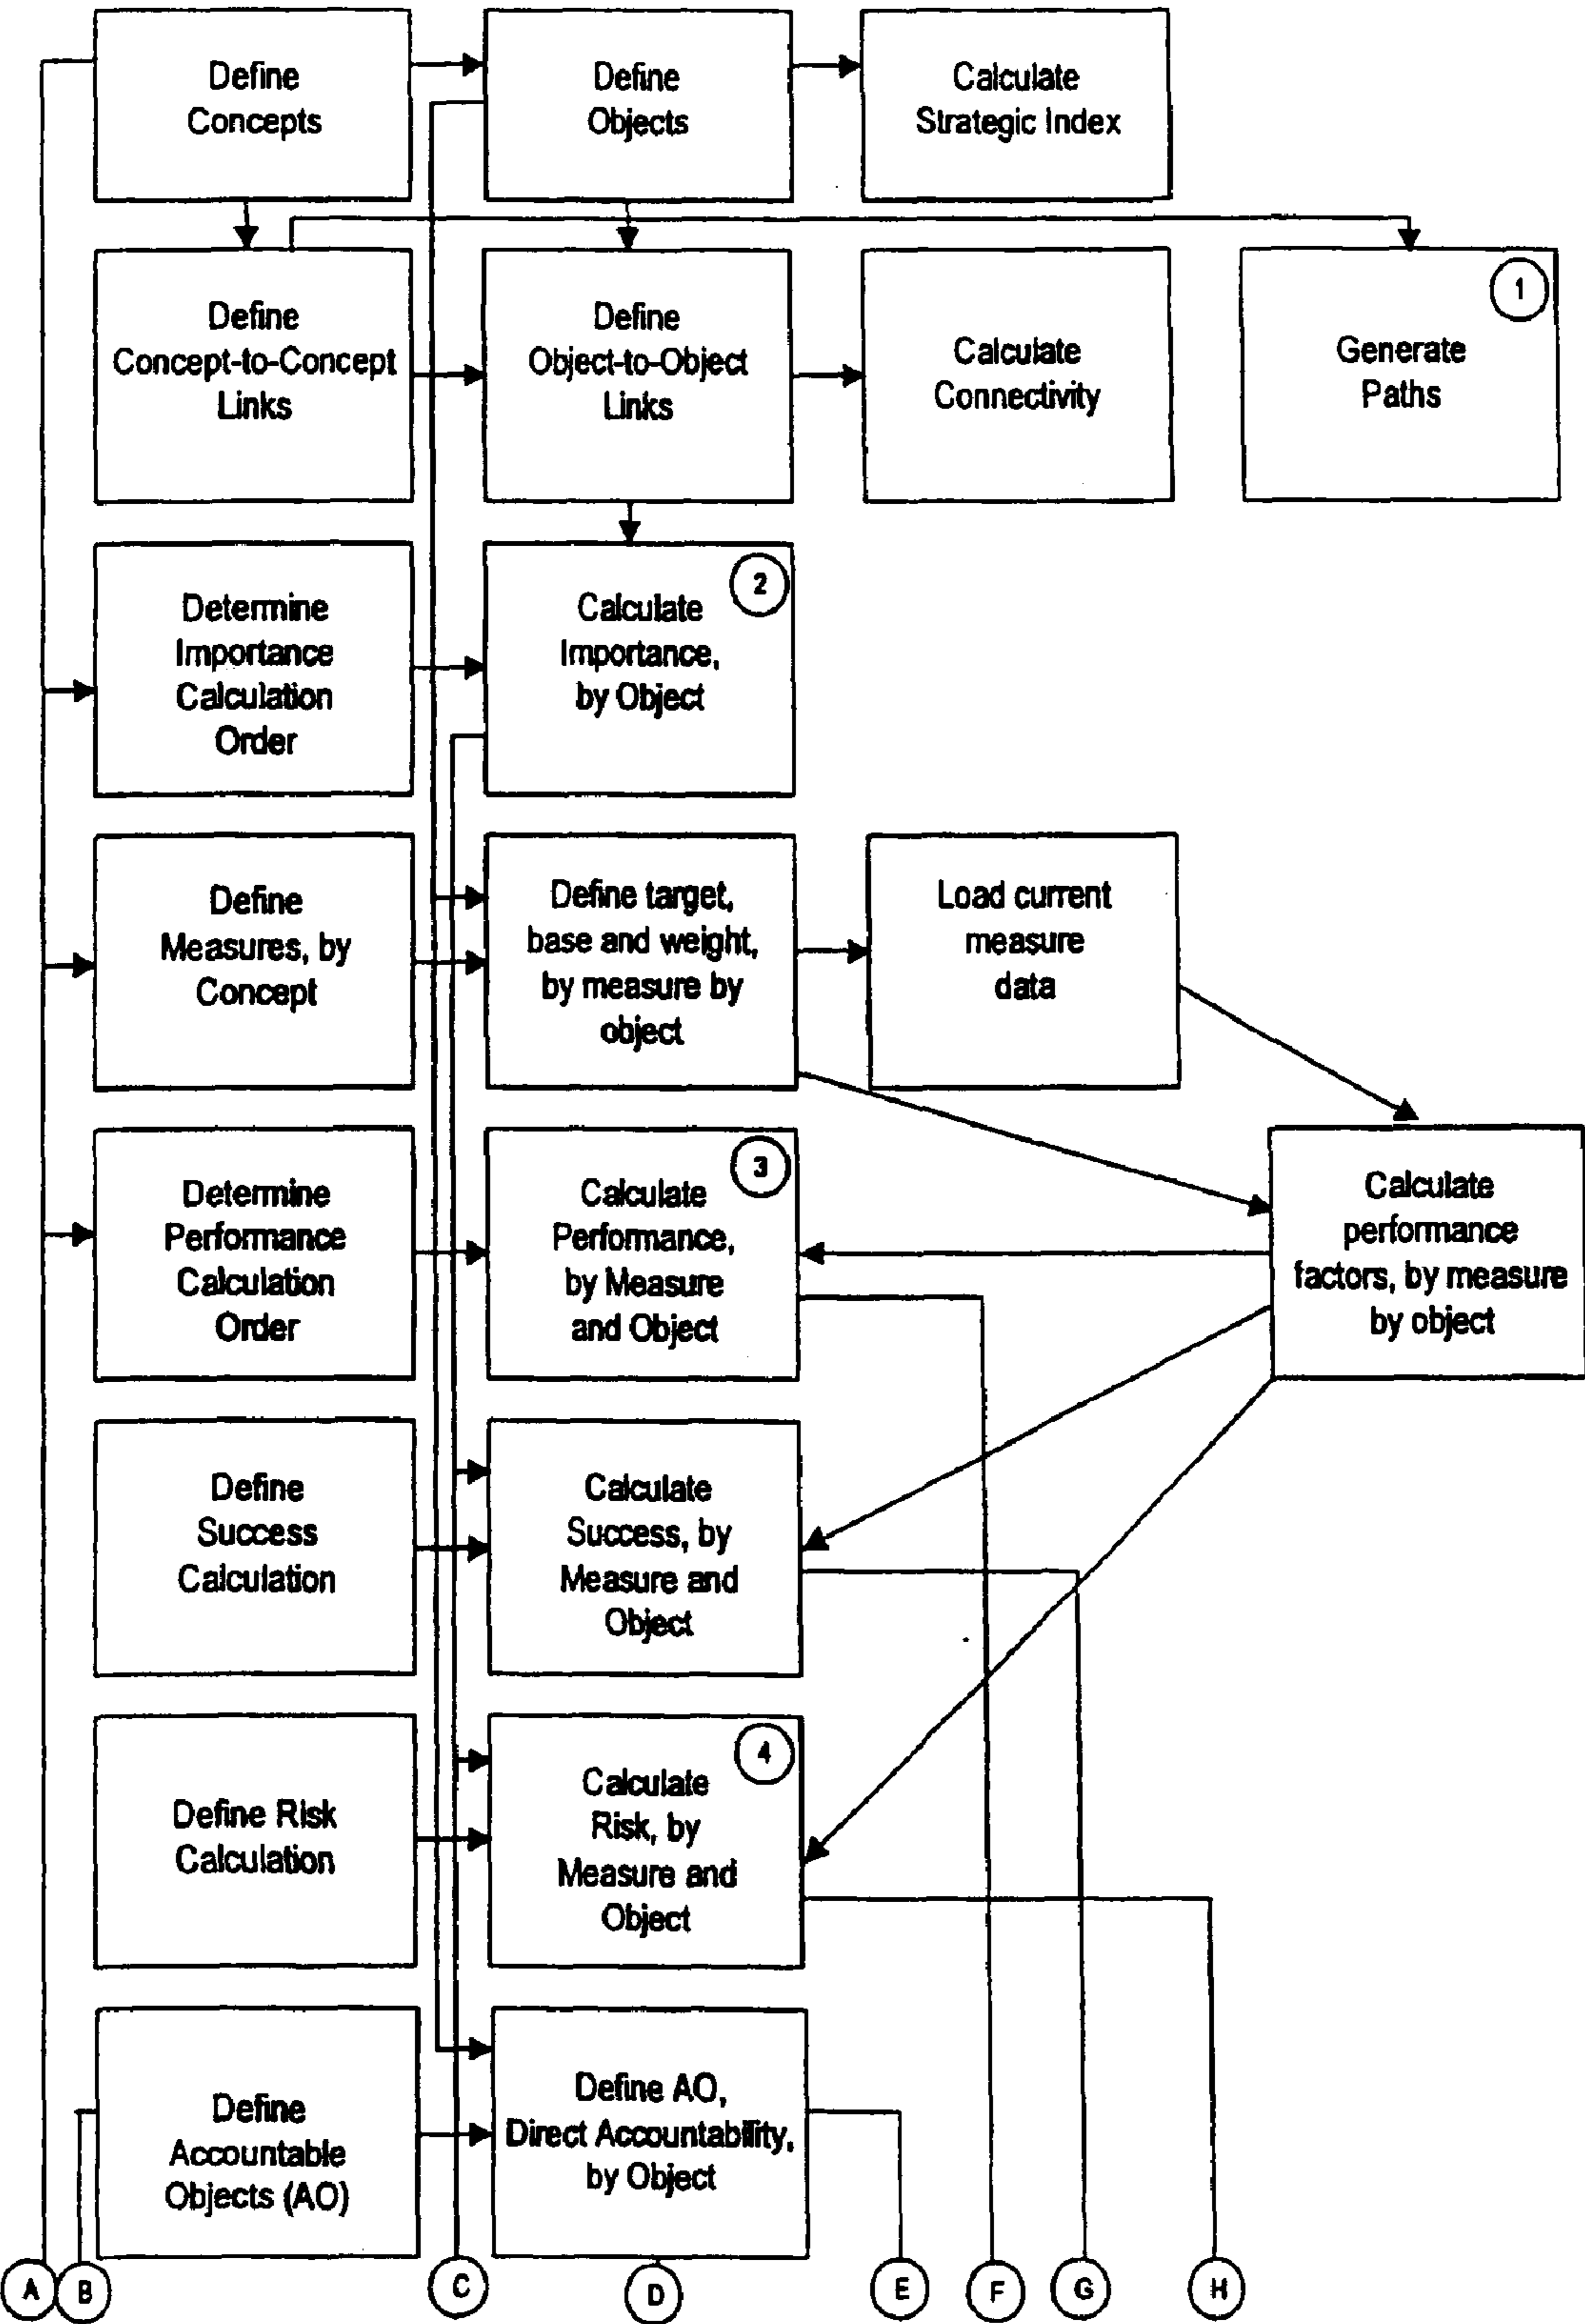 Define
Concepts
Define
Objects
Calculate
Strategic Index
Define
Concept-to-Concept
Links
Define
Object-to-Object
Links
Calculate
Connectivity
1
Generate
Paths
Determine
Importance
Calculation
Order
2
Calculate
Importance,
by Object
Define
Measures, by
Concept
Define target,
base and weight,
by measure by
object
Load current
measure
data
Determine
Performance
Calculation
Order
3
Calculate
Performance,
by Measure
and Object
Calculate
performance
factors, by measure
by object
Define
Success
Calculation
Calculate
Success, by
Measure and
Object
Define Risk
Calculation
4
Calculate
Risk, by
Measure and
Object
Define
Accountable
Objects (AO)
Define AO,
Direct Accountability,
by Object
A
B
C
D
E
F
G
H